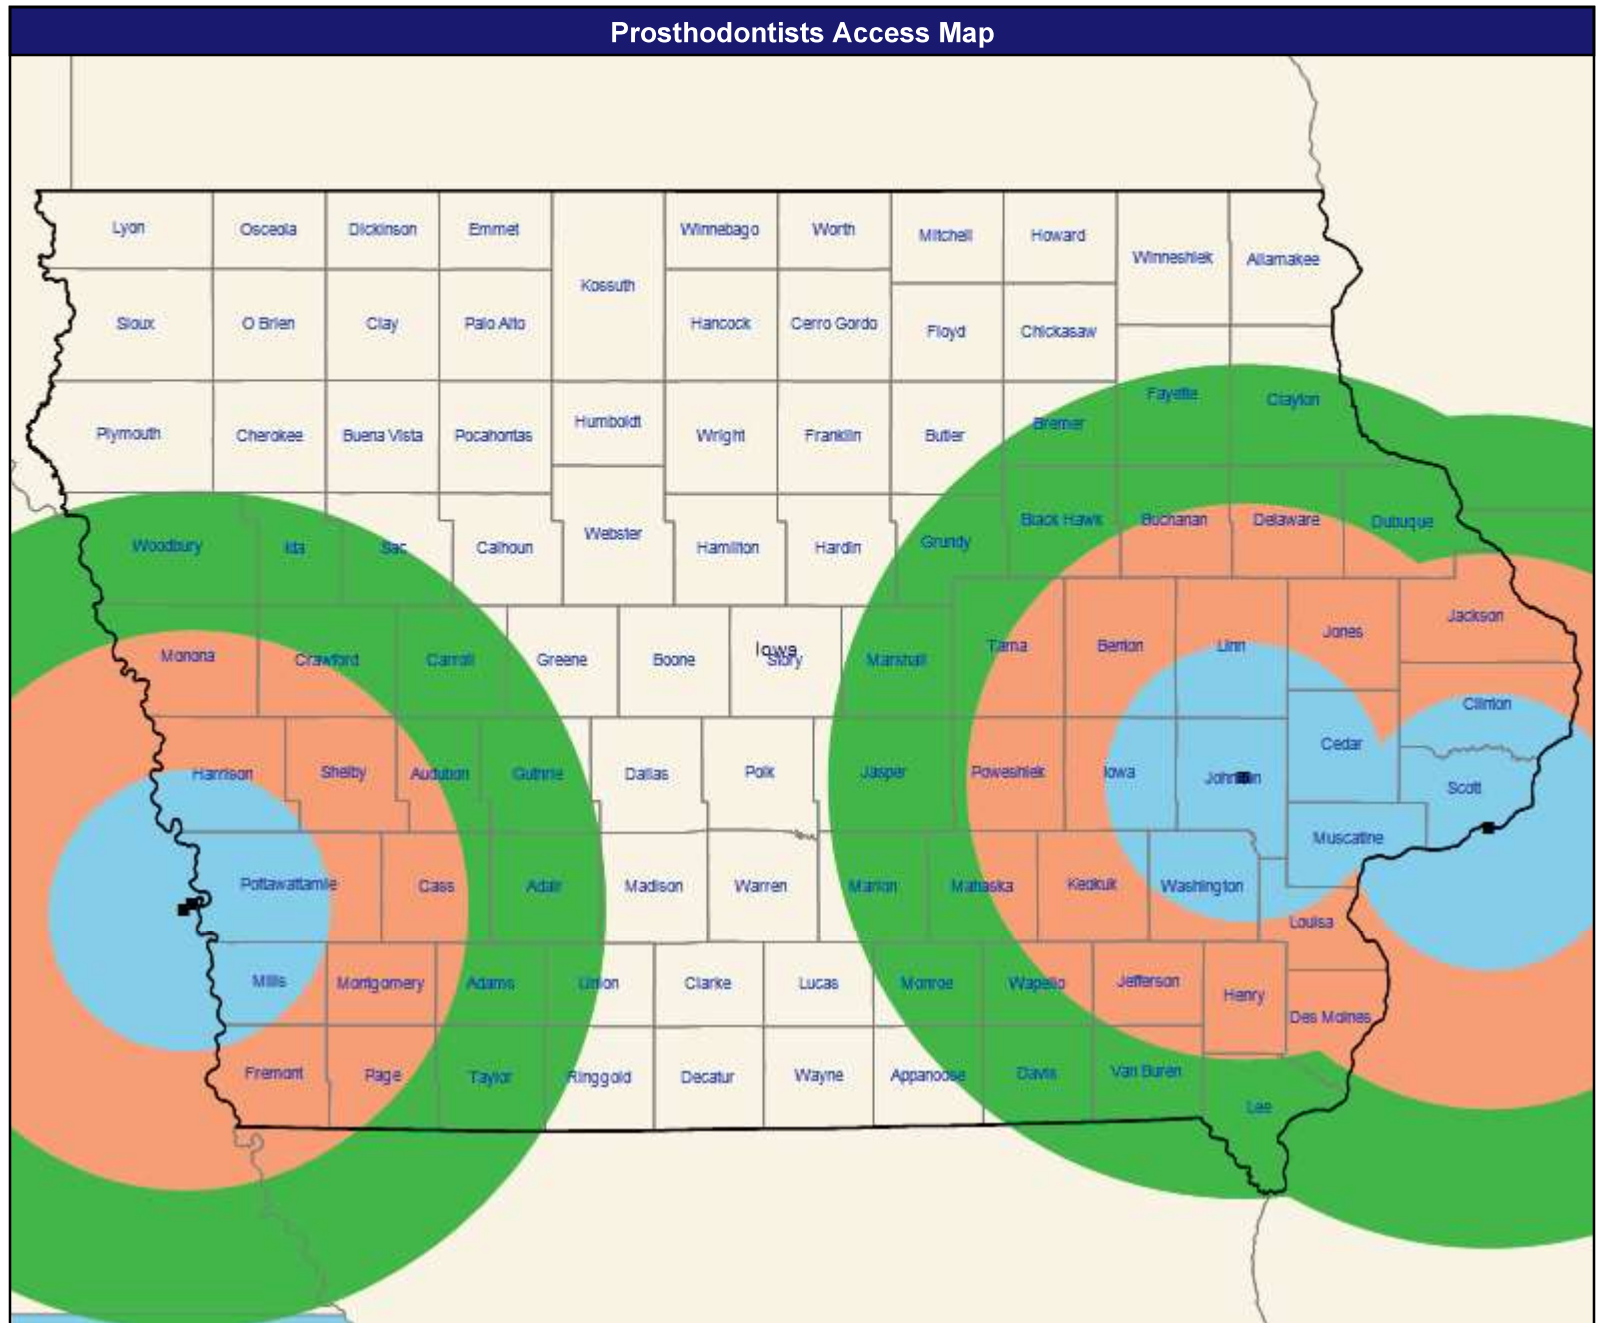 Prosthodontists Access Map
Lyon
Osceola
Dickinson
Emmet
Winnebago
Worth
Mitchell
Howard
Winneshiek
Allamakee
Kossuth
Sioux
O Brien
Clay
Palo Alto
Hancock
Cerro Gordo
Floyd
Chickasaw
Fayette
Clayton
Plymouth
Cherokee
Buena Vista
Pocahontas
Humboldt
Wright
Franklin
Butler
Bremer
Woodbury
Ida
Sac
Calhoun
Webster
Hamilton
Hardin
Grundy
Black Hawk
Buchanan
Delaware
Dubuque
Monona
Crawford
Carroll
Greene
Boone
Iowa
Story
Marshall
Tama
Benton
Linn
Jones
Jackson
Harrison
Shelby
Audubon
Guthrie
Dallas
Polk
Jasper
Poweshiek
Iowa
Johnson
Cedar
Clinton
Scott
Muscatine
Pottawattamie
Cass
Adair
Madison
Warren
Marion
Mahaska
Keokuk
Washington
Louisa
Mills
Montgomery
Adams
Union
Clarke
Lucas
Monroe
Wapello
Jefferson
Henry
Des Moines
Fremont
Page
Taylor
Ringgold
Decatur
Wayne
Appanoose
Davis
Van Buren
Lee